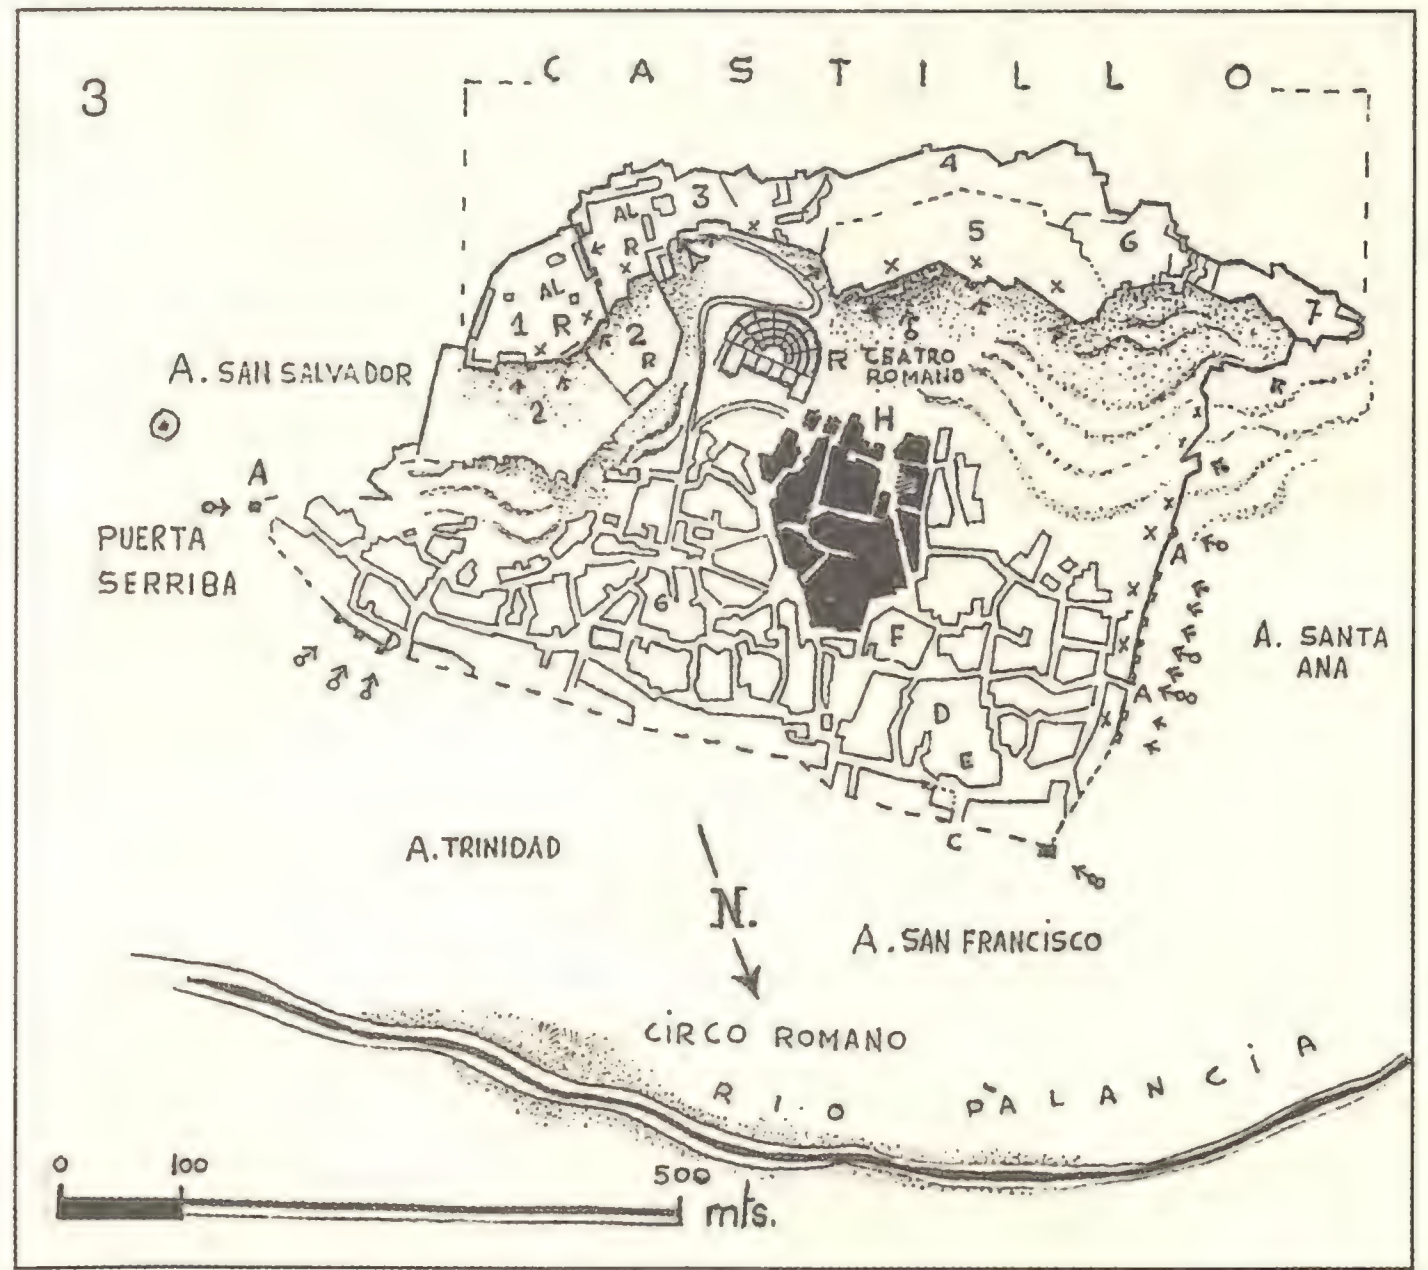 3
CASTILLO
4
3
AL
R
5
6
AL
1
R
2
R
7
A. SAN SALVADOR
R TEATRO
ROMANO
2
H
A
PUERTA
SERRIBA
A
6
F
A. SANTA
ANA
A
D
E
C
A. TRINIDAD
N.
A. SAN FRANCISCO
CIRCO ROMANO
RIO PALANCIA
0 100 500
mts.